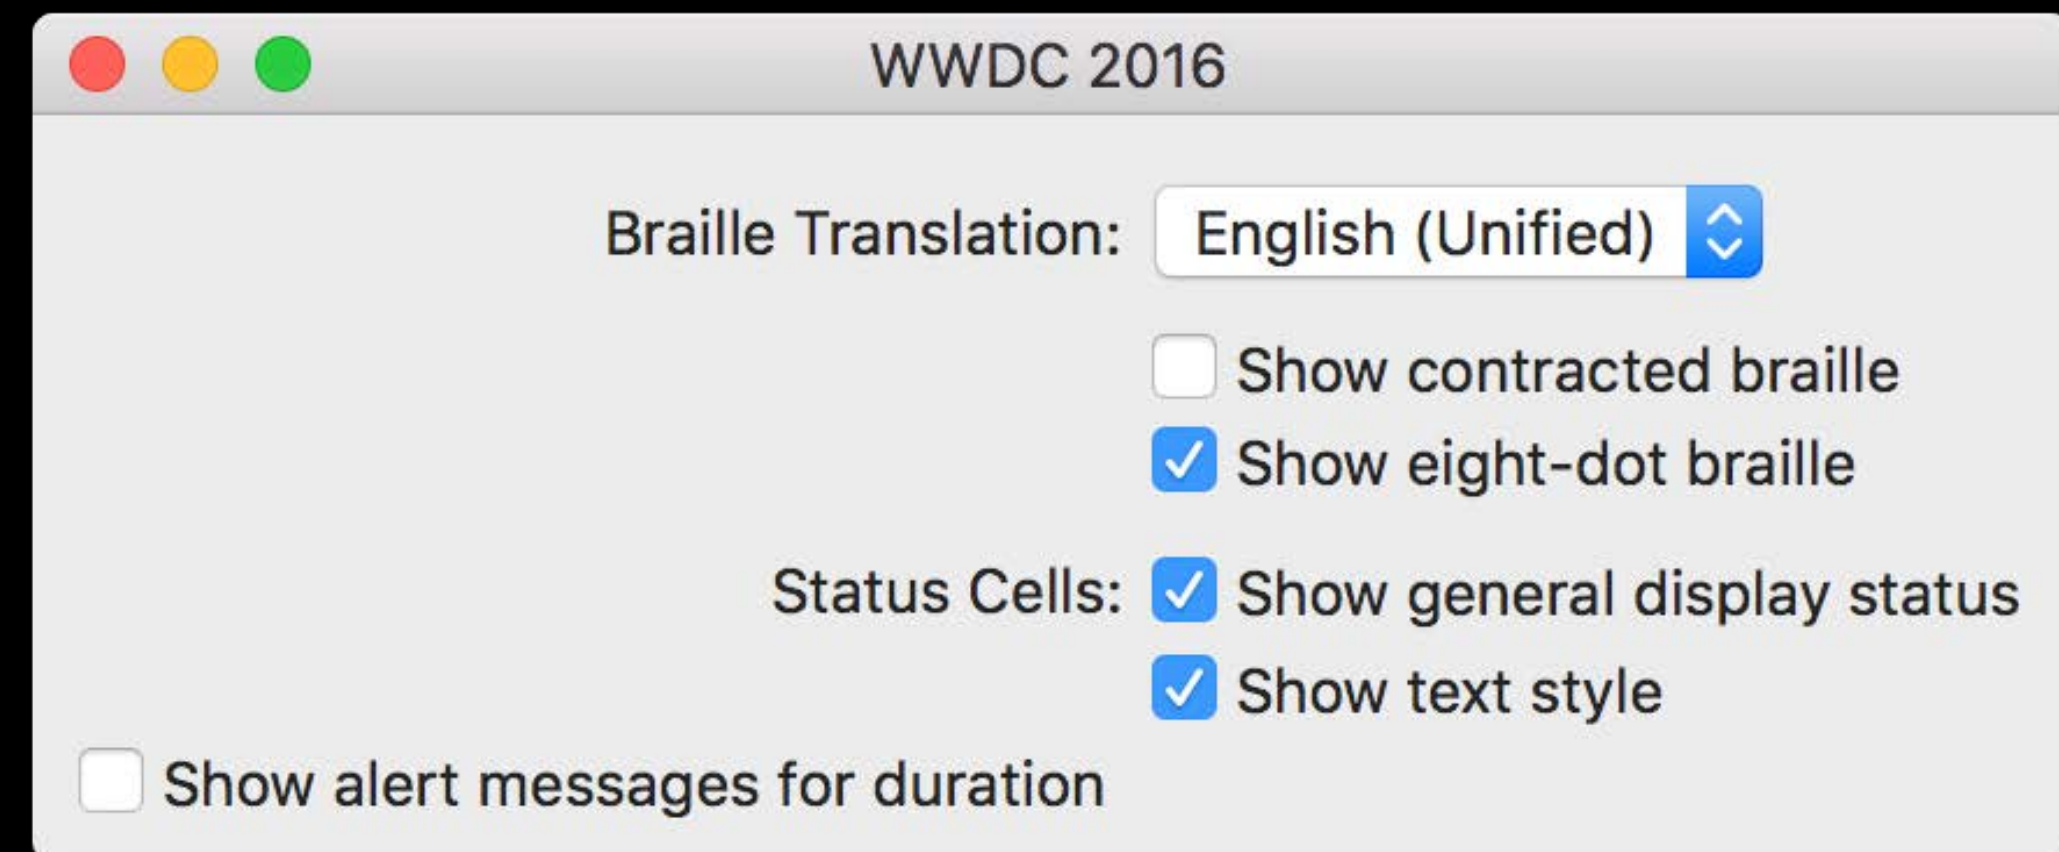 WWDC 2016
Braille Translation: English (Unified)
Show contracted braille
Show eight-dot braille
Status Cells: Show general display status
Show text style
Show alert messages for duration